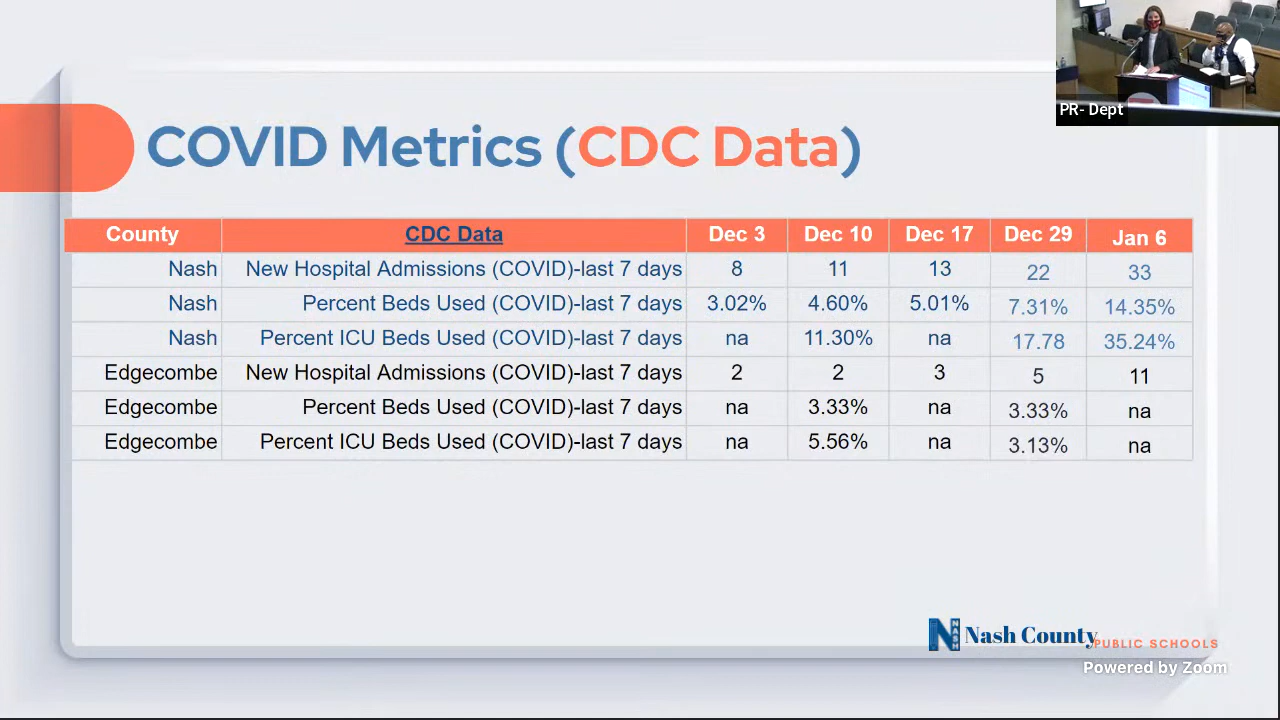 PR- Dept
COVID Metrics (CDC Data)
County CDC Data Dec 3 Dec 10 Dec 17 Dec 29 Jan 6
Nash New Hospital Admissions (COVID)-last 7 days 8 11 13 22 33
Nash Percent Beds Used (COVID)-last 7 days 3.02% 4.60% 5.01% 7.31% 14.35%
Nash Percent ICU Beds Used (COVID)-last 7 days na 11.30% na 17.78 35.24%
Edgecombe New Hospital Admissions (COVID)-last 7 days 2 2 3 5 11
Edgecombe Percent Beds Used (COVID)-last 7 days na 3.33% na 3.33% na
Edgecombe Percent ICU Beds Used (COVID)-last 7 days na 5.56% na 3.13% na
N NASH Nash County PUBLIC SCHOOLS
Powered by Zoom